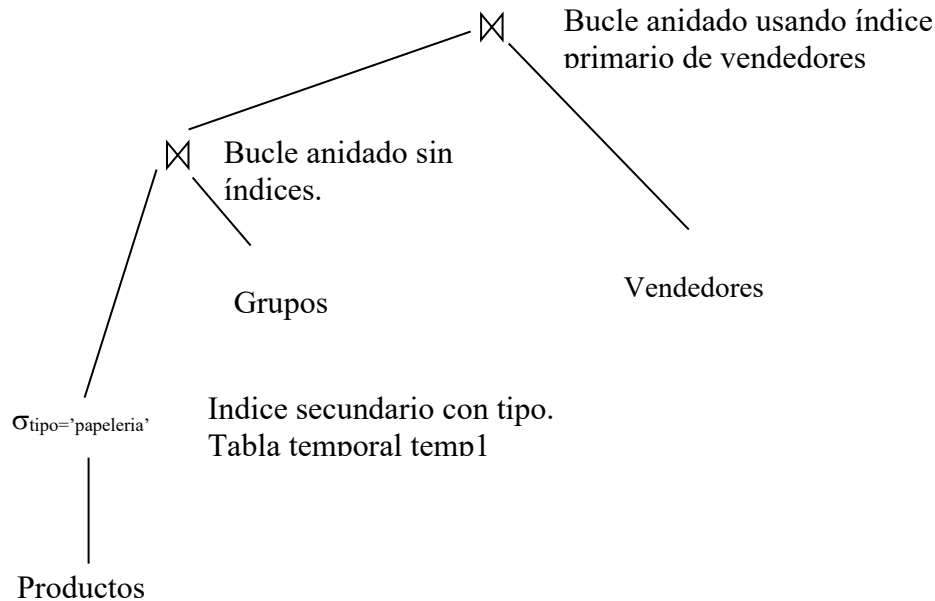 ⋈ Bucle anidado usando índice
primario de vendedores
⋈ Bucle anidado sin
índices.
Grupos
Vendedores
σtipo='papeleria'
Indice secundario con tipo.
Tabla temporal temp1
Productos